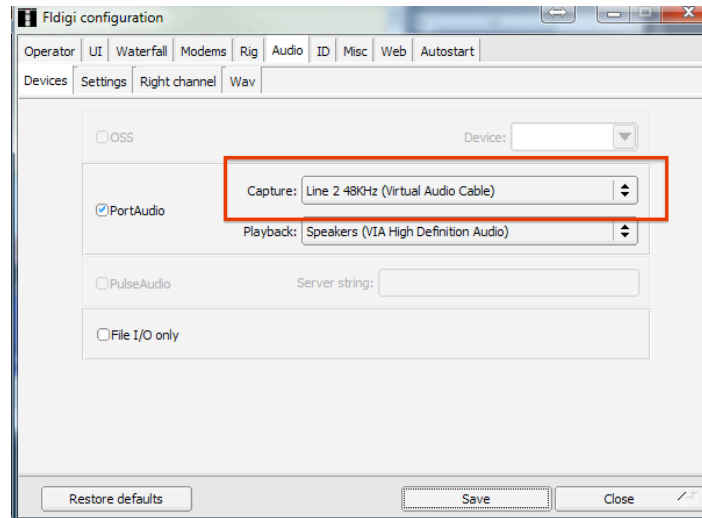 Fldigi configuration
Operator UI Waterfall Modems Rig Audio ID Misc Web Autostart
Devices Settings Right channel Wav
OSS Device:
Capture: Line 2 48KHz (Virtual Audio Cable)
PortAudio
Playback: Speakers (VIA High Definition Audio)
PulseAudio Server string:
File I/O only
Restore defaults Save Close